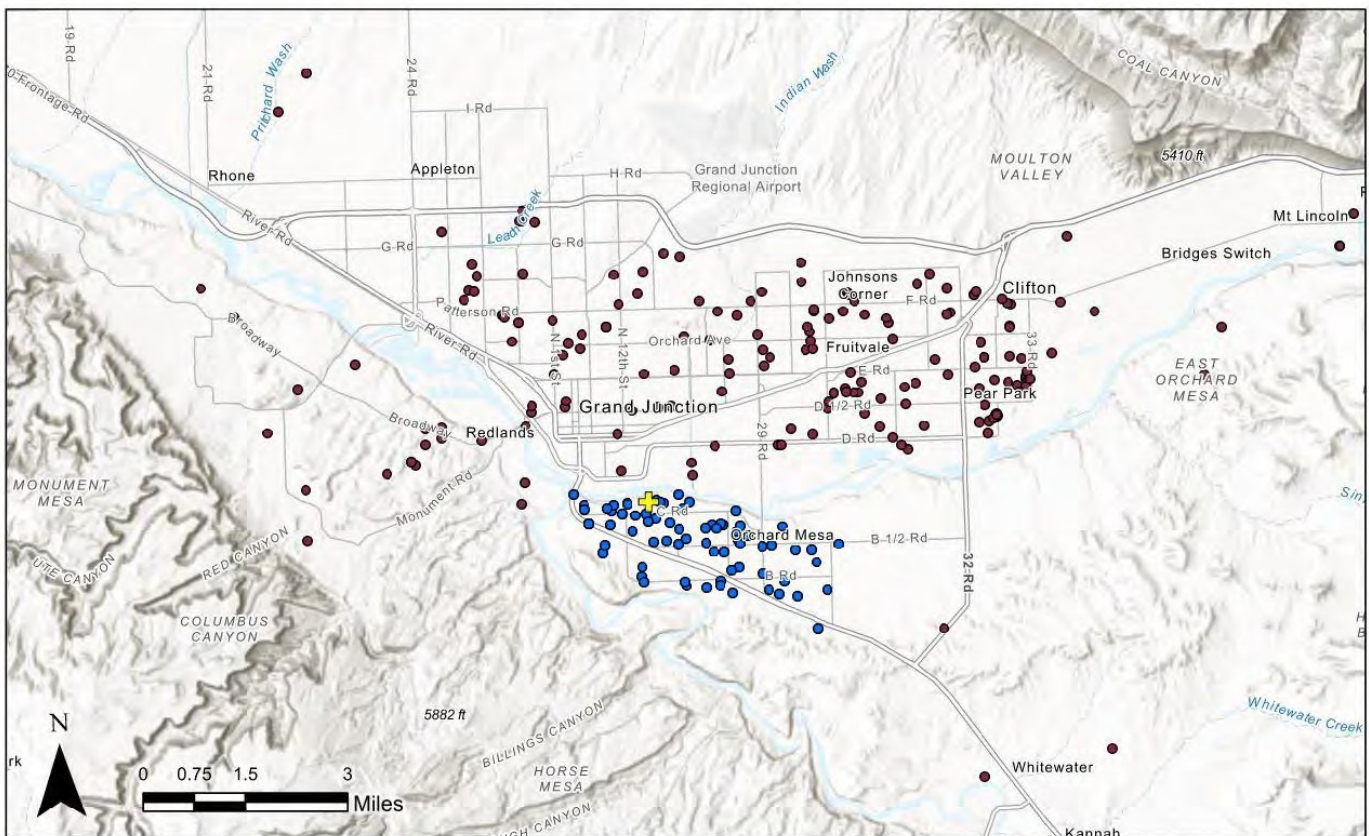 19 Rd
21 Rd
Pritchard Wash
24 Rd
Indian Wash
COAL CANYON
0 Frontage Rd
I Rd
Rhone
Appleton
H Rd
Grand Junction
Regional Airport
MOULTON
VALLEY
5410 ft
River Rd
Leach Creek
G Rd
G Rd
Mt Lincoln
Bridges Switch
Johnsons
Corner
Clifton
F Rd
Patterson Rd
Broadway
River Rd
N 1st St
N 12th St
Orchard Ave
Fruitvale
33 Rd
E Rd
EAST
ORCHARD
MESA
Pear Park
Grand Junction
D 1/2 Rd
Broadway
Redlands
29 Rd
D Rd
MONUMENT
MESA
Monument Rd
C Rd
Orchard Mesa
B 1/2 Rd
RED CANYON
UTE CANYON
B Rd
32 Rd
COLUMBUS
CANYON
5882 ft
BILLINGS CANYON
HORSE
MESA
Whitewater Creek
Whitewater
Kannah
N
0 0.75 1.5 3
Miles
rk